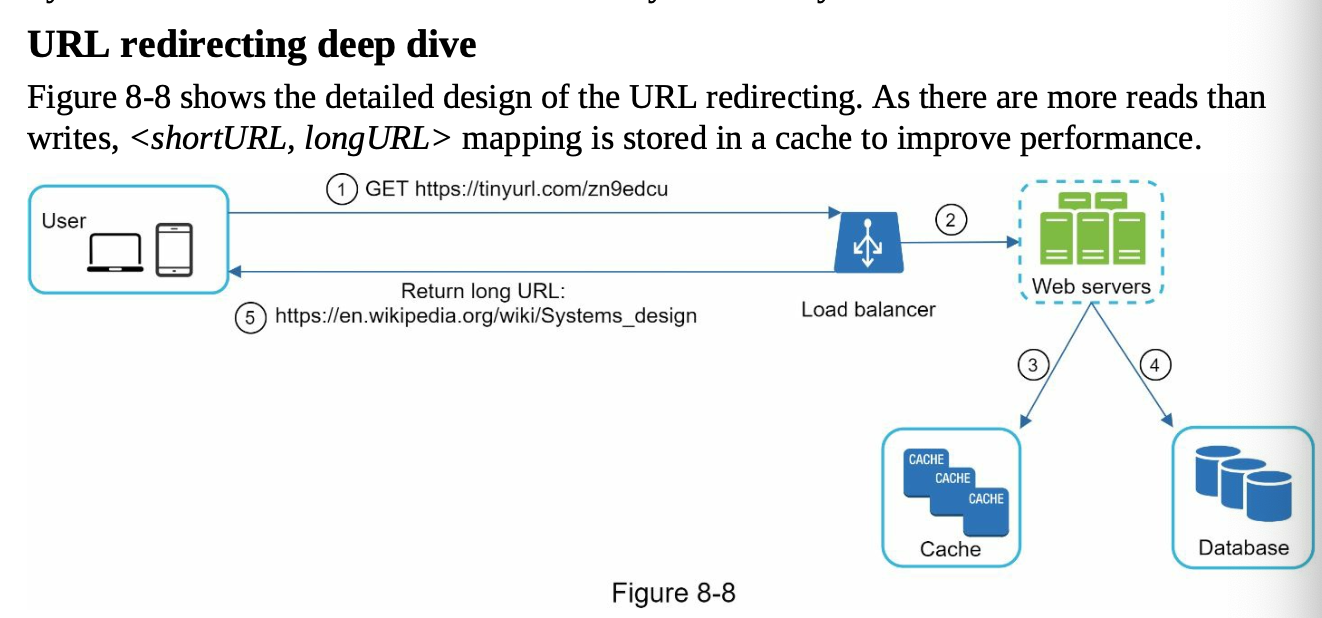 URL redirecting deep dive
Figure 8-8 shows the detailed design of the URL redirecting. As there are more reads than
writes, <shortURL, longURL> mapping is stored in a cache to improve performance.
1 GET https://tinyurl.com/zn9edcu
User
2
Web servers
Load balancer
Return long URL:
5 https://en.wikipedia.org/wiki/Systems_design
3
4
CACHE
CACHE
CACHE
Cache
Database
Figure 8-8